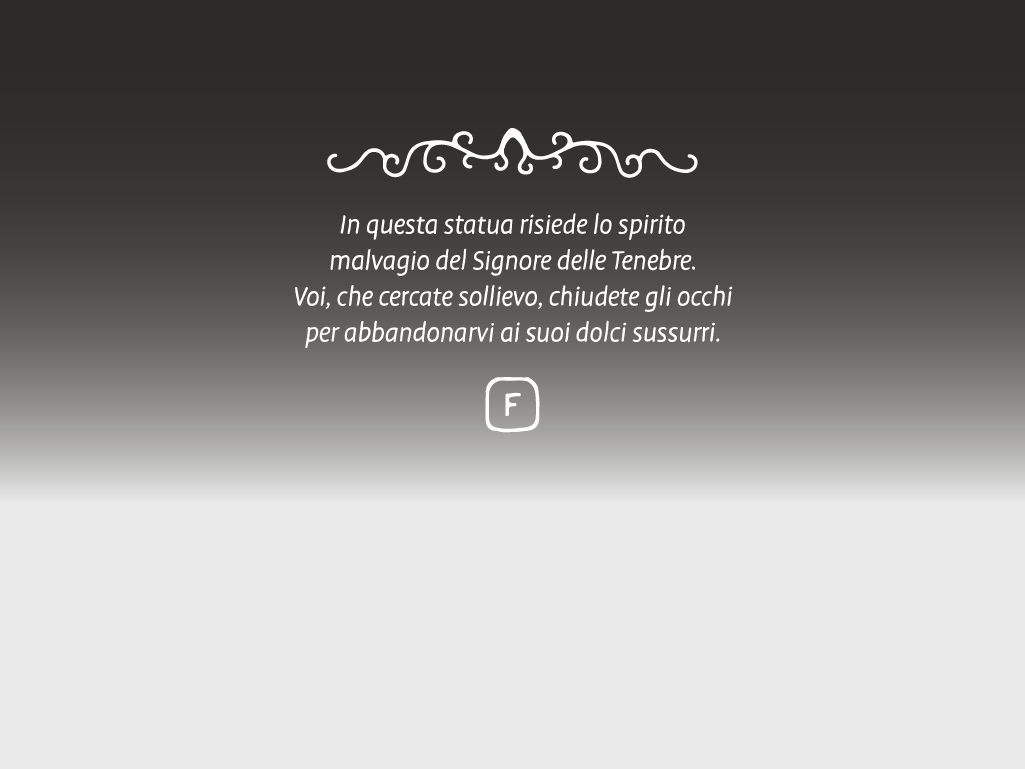 In questa statua risiede lo spirito
malvagio del Signore delle Tenebre.
Voi, che cercate sollievo, chiudete gli occhi
per abbandonarvi ai suoi dolci sussurri.
F